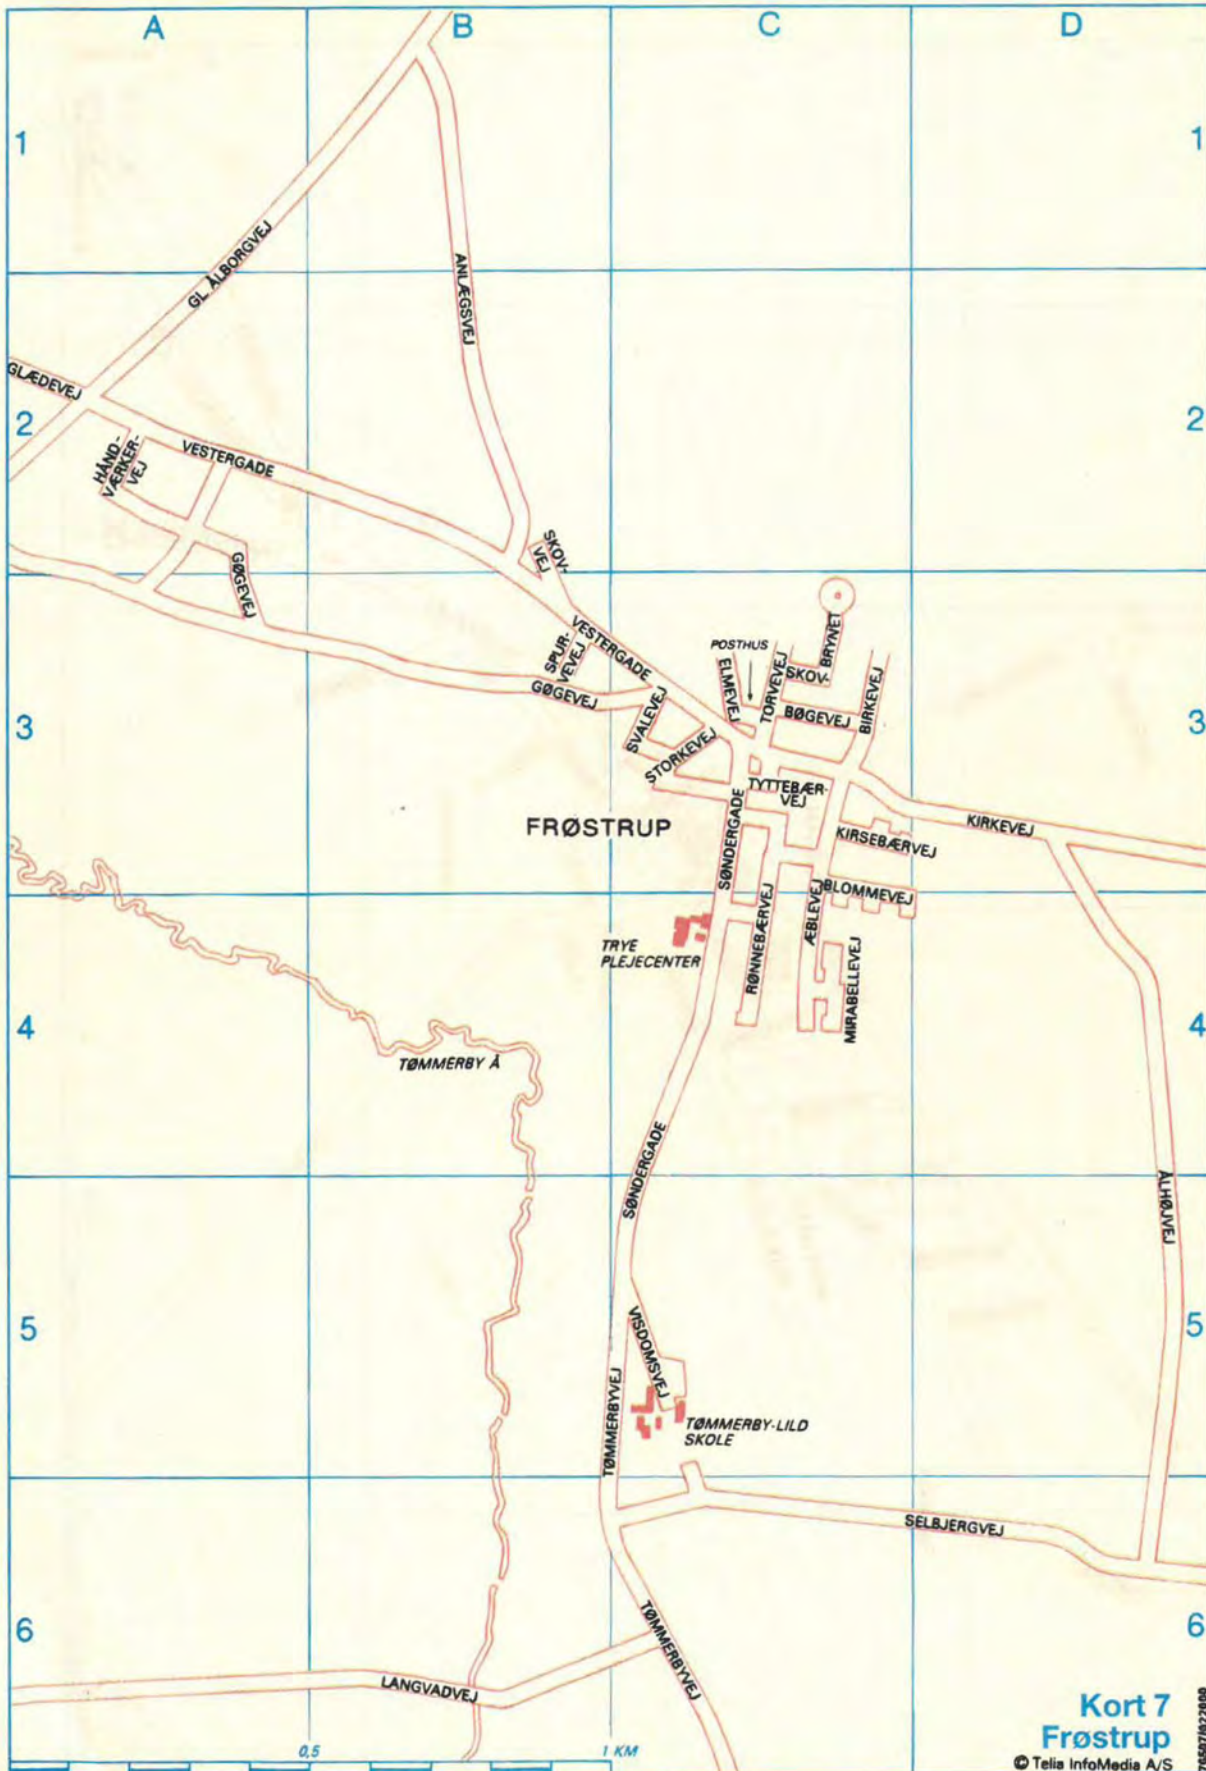 A
B
C
D
1
1
GL. ÅLBORGVEJ
ANLÆGSVEJ
GLÆDEVEJ
2
2
HÅND-
VÆRKER-
VEJ
VESTERGADE
SKOV-
VEJ
GØGEVEJ
VESTERGADE
SPUR-
VEVEJ
GØGEVEJ
POSTHUS
ELMEVEJ
TORVEVEJ
SKOV-
BRYNET
BIRKEVEJ
BØGEVEJ
3
3
SVALEVEJ
STORKEVEJ
TYTTEBÆR-
VEJ
FRØSTRUP
SØNDERGADE
KIRSEBÆRVEJ
KIRKEVEJ
BLOMMEVEJ
ÆBLEVEJ
RØNNEBÆRVEJ
TRYE
PLEJECENTER
MIRABELLEVEJ
4
4
TØMMERBY Å
SØNDERGADE
ÅLHØJVEJ
5
5
VISDOMSVEJ
TØMMERBYVEJ
TØMMERBY-LILD
SKOLE
SELBJERGVEJ
6
6
TØMMERBYVEJ
LANGVADVEJ
0,5
1 KM
Kort 7
Frøstrup
© Telia InfoMedia A/S